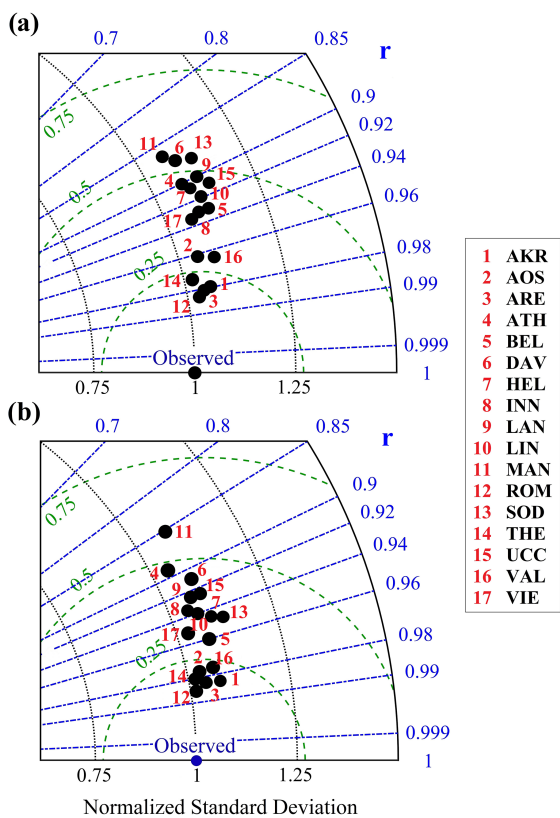 (a)
0.7
0.8
0.85
r
0.9
0.92
0.94
0.96
0.98
0.99
0.999
1
0.75
0.5
0.25
11
6
13
9
4
15
7
10
5
17
8
2
16
14
1
12
3
Observed
0.75
1
1.25
(b)
0.7
0.8
0.85
r
0.9
0.92
0.94
0.96
0.98
0.99
0.999
1
0.75
0.5
0.25
11
4
6
9
15
8
7
13
10
17
5
2
16
14
1
12
3
Observed
0.75
1
1.25
Normalized Standard Deviation
1 AKR
2 AOS
3 ARE
4 ATH
5 BEL
6 DAV
7 HEL
8 INN
9 LAN
10 LIN
11 MAN
12 ROM
13 SOD
14 THE
15 UCC
16 VAL
17 VIE